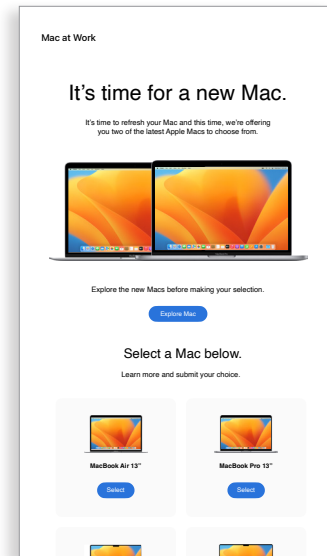 Mac at Work
It’s time for a new Mac.
It’s time to refresh your Mac and this time, we’re offering
you two of the latest Apple Macs to choose from.
Explore the new Macs before making your selection.
Explore Mac
Select a Mac below.
Learn more and submit your choice.
MacBook Air 13”
MacBook Pro 13”
Select
Select